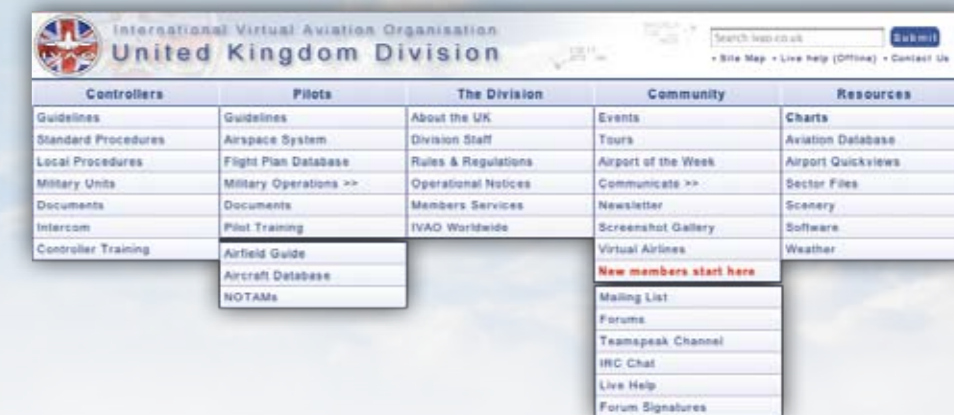 International Virtual Aviation Organisation
United Kingdom Division
Search ivao.co.uk
Submit
• Site Map • Live help (Offline) • Contact Us
Controllers
Guidelines
Standard Procedures
Local Procedures
Military Units
Documents
Intercom
Controller Training
Pilots
Guidelines
Airspace System
Flight Plan Database
Military Operations >>
Documents
Pilot Training
Airfield Guide
Aircraft Database
NOTAMs
The Division
About the UK
Division Staff
Rules & Regulations
Operational Notices
Members Services
IVAO Worldwide
Community
Events
Tours
Airport of the Week
Communicate >>
Newsletter
Screenshot Gallery
Virtual Airlines
New members start here
Mailing List
Forums
Teamspeak Channel
IRC Chat
Live Help
Forum Signatures
Resources
Charts
Aviation Database
Airport Quickviews
Sector Files
Scenery
Software
Weather